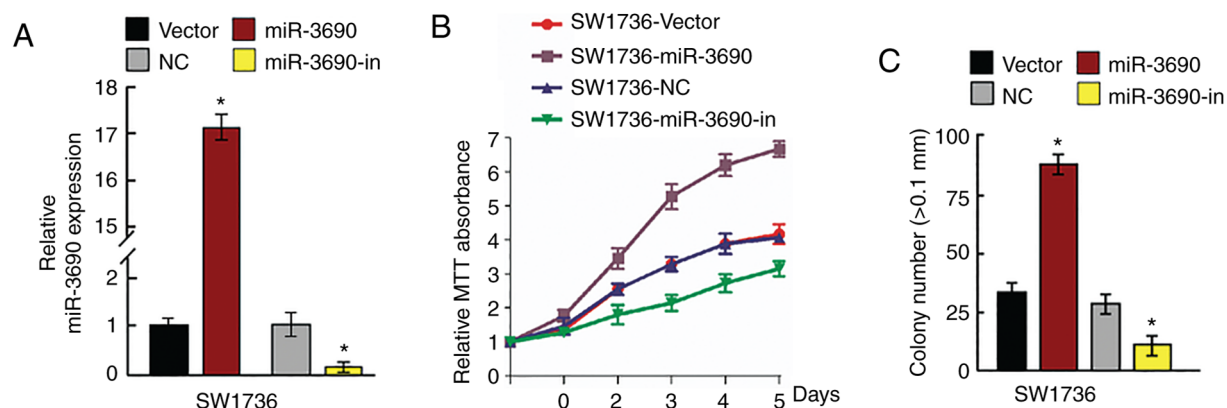 A
Vector
miR-3690
NC
miR-3690-in
Relative
miR-3690 expression
18
17
16
15
2
1
0
*
*
SW1736
B
SW1736-Vector
SW1736-miR-3690
SW1736-NC
SW1736-miR-3690-in
Relative MTT absorbance
7
6
5
4
3
2
1
0
0
2
2
3
4
5
Days
C
Vector
miR-3690
NC
miR-3690-in
Colony number (>0.1 mm)
100
75
50
25
0
*
*
SW1736